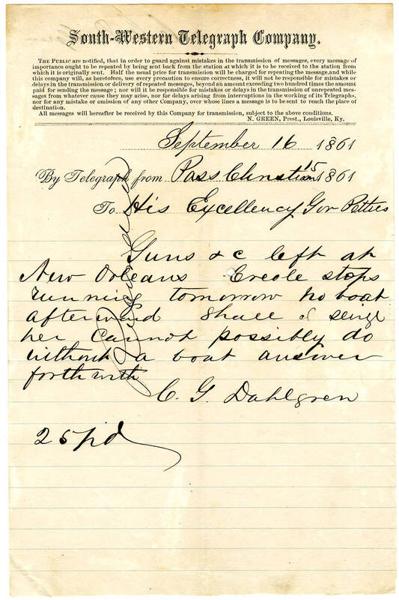 South-Western Telegraph Company.
The Public are notified, that in order to guard against mistakes in the transmission of messages, every message of
importance ought to be repeated by being sent back from the station at which it is to be received to the station from
which it is originally sent. Half the usual price for transmission will be charged for repeating the message, and while
this company will, as heretofore, use every precaution to ensure correctness, it will not be responsible for mistakes or
delays in the transmission or delivery of repeated messages, beyond an amount exceeding two hundred times the amount
paid for sending the message; nor will it be responsible for mistakes or delays in the transmission of unrepeated mes-
sages from whatever cause they may arise, nor for delays arising from interruptions in the working of its Telegraphs,
nor for any mistake or omission of any other Company, over whose lines a message is to be sent to reach the place of
destination.
All messages will hereafter be received by this Company for transmission, subject to the above conditions.
N. GREEN, Prest., Louisville, Ky.
September 16 1861
By Telegraph from Pass Christian 15 1861
To His Excellency Gov Pettus
Guns &c left at
New Orleans Creole stops
running tomorrow no boat
afterward Shall I send
her Cannot possibly do
without a boat answer
forthwith
C. G. Dahlgren
25 pd